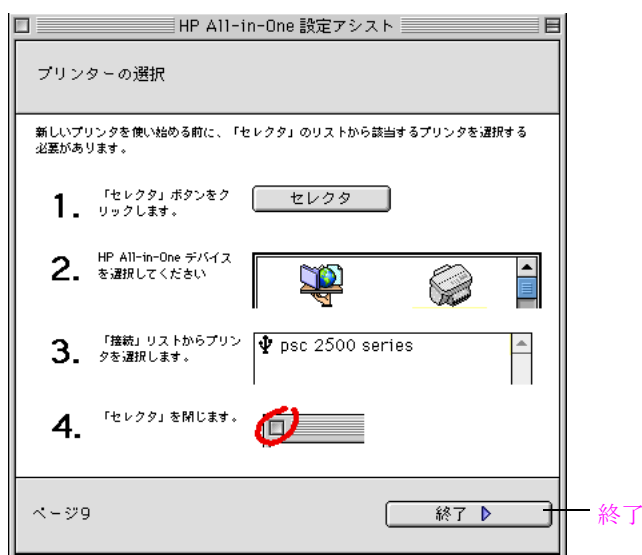 HP All-in-One 設定アシスト
プリンターの選択
新しいプリンタを使い始める前に、「セレクタ」のリストから該当するプリンタを選択する
必要があります。
1. 「セレクタ」ボタンをク
リックします。
セレクタ
2. HP All-in-One デバイス
を選択してください
3. 「接続」リストからプリン
タを選択します。
psc 2500 series
4. 「セレクタ」を閉じます。
ページ9
終了
終了